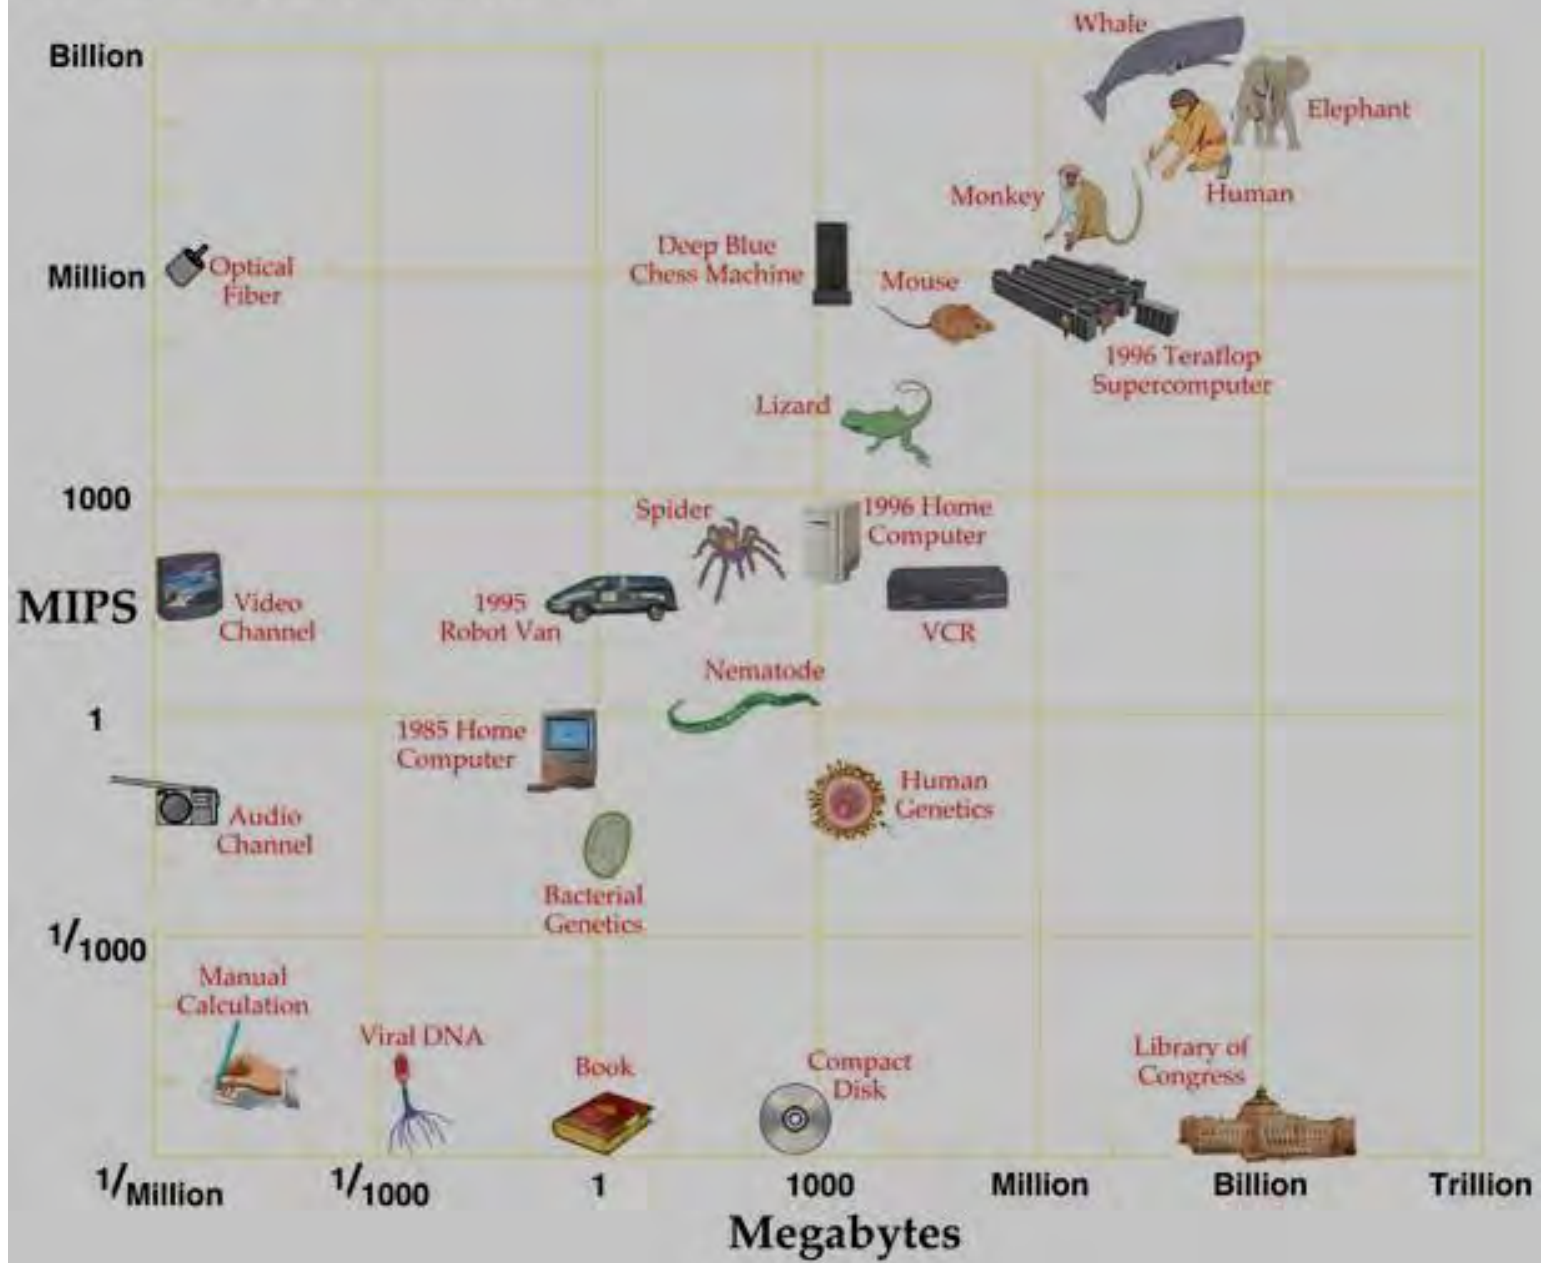 Whale
Billion
Elephant
Monkey
Human
Deep Blue
Chess Machine
Optical
Fiber
Million
Mouse
1996 Teraflop
Supercomputer
Lizard
1000
Spider
1996 Home
Computer
MIPS
Video
Channel
1995
Robot Van
VCR
Nematode
1
1985 Home
Computer
Human
Genetics
Audio
Channel
Bacterial
Genetics
1/1000
Manual
Calculation
Viral DNA
Book
Compact
Disk
Library of
Congress
1/Million 1/1000 1 1000 Million Billion Trillion
Megabytes